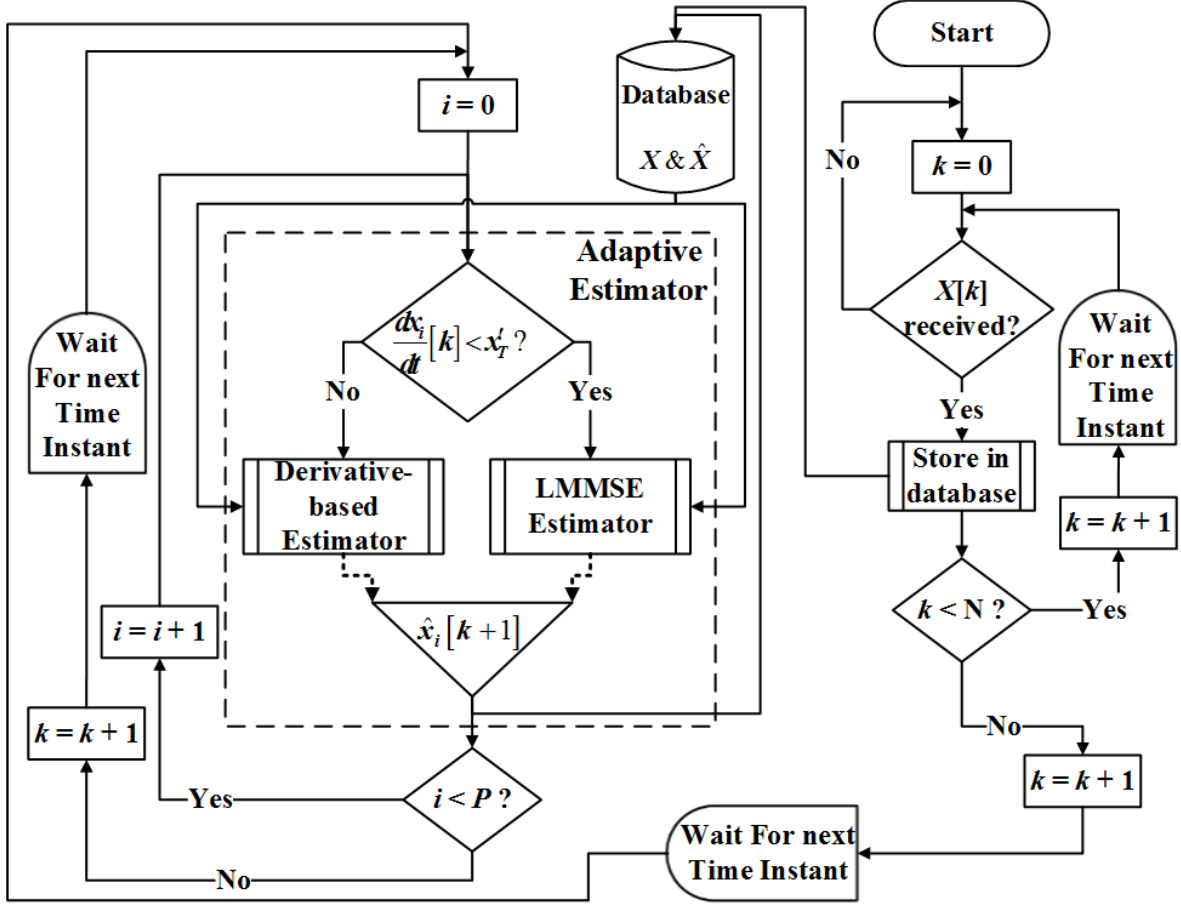 Start
k = 0
No
X[k]
received?
Yes
Store in
database
k < N ?
Yes
k = k + 1
Wait
For next
Time
Instant
No
k = k + 1
Wait For next
Time Instant
Database
X & X̂
i = 0
Adaptive
Estimator
dx_i/dt [k] < x'_T ?
No
Yes
Derivative-
based
Estimator
LMMSE
Estimator
x̂_i [k + 1]
i < P ?
Yes
i = i + 1
No
k = k + 1
Wait
For next
Time
Instant